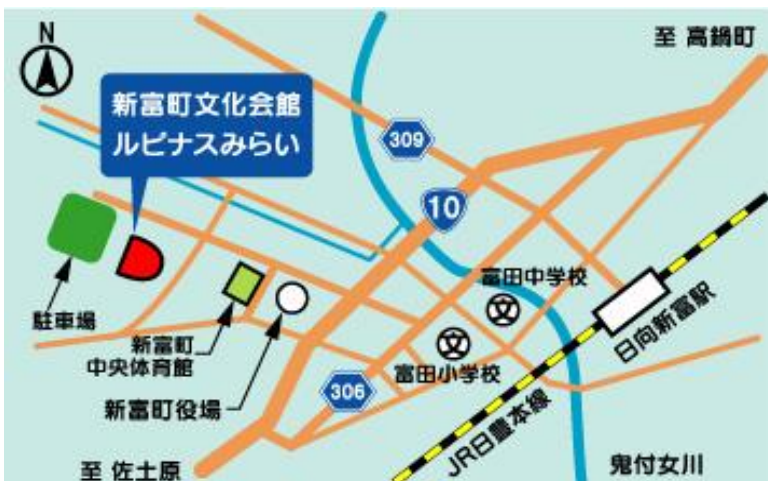 N
至 高鍋町
新富町文化会館
ルピナスみらい
309
10
富田中学校
文
日向新富駅
駐車場
新富町
中央体育館
文
富田小学校
306
新富町役場
JR日豊本線
至 佐土原
鬼付女川